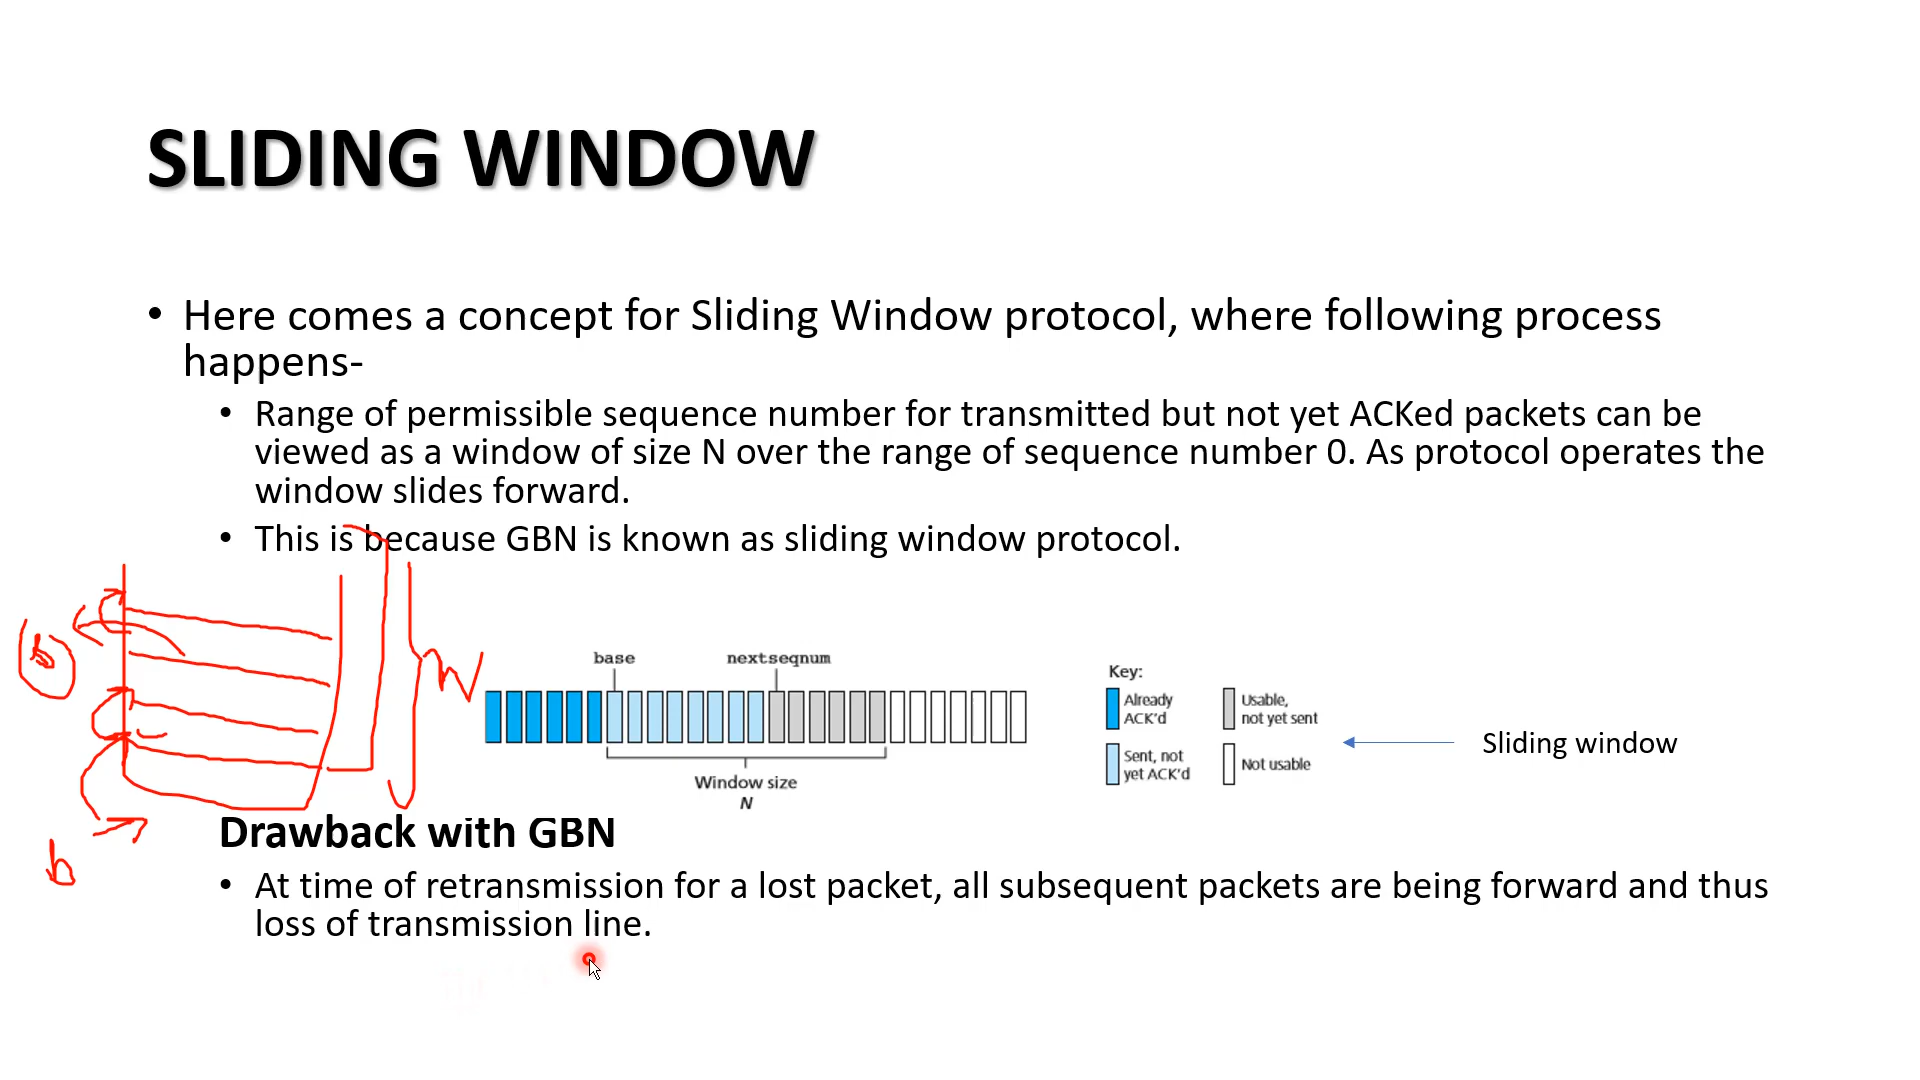 SLIDING WINDOW
• Here comes a concept for Sliding Window protocol, where following process
happens-
• Range of permissible sequence number for transmitted but not yet ACKed packets can be
viewed as a window of size N over the range of sequence number 0. As protocol operates the
window slides forward.
• This is because GBN is known as sliding window protocol.
base nextseqnum
Window size
N
Key:
Already
ACK'd
Usable,
not yet sent
Sent, not
yet ACK'd
Not usable
Sliding window
b
Drawback with GBN
• At time of retransmission for a lost packet, all subsequent packets are being forward and thus
loss of transmission line.